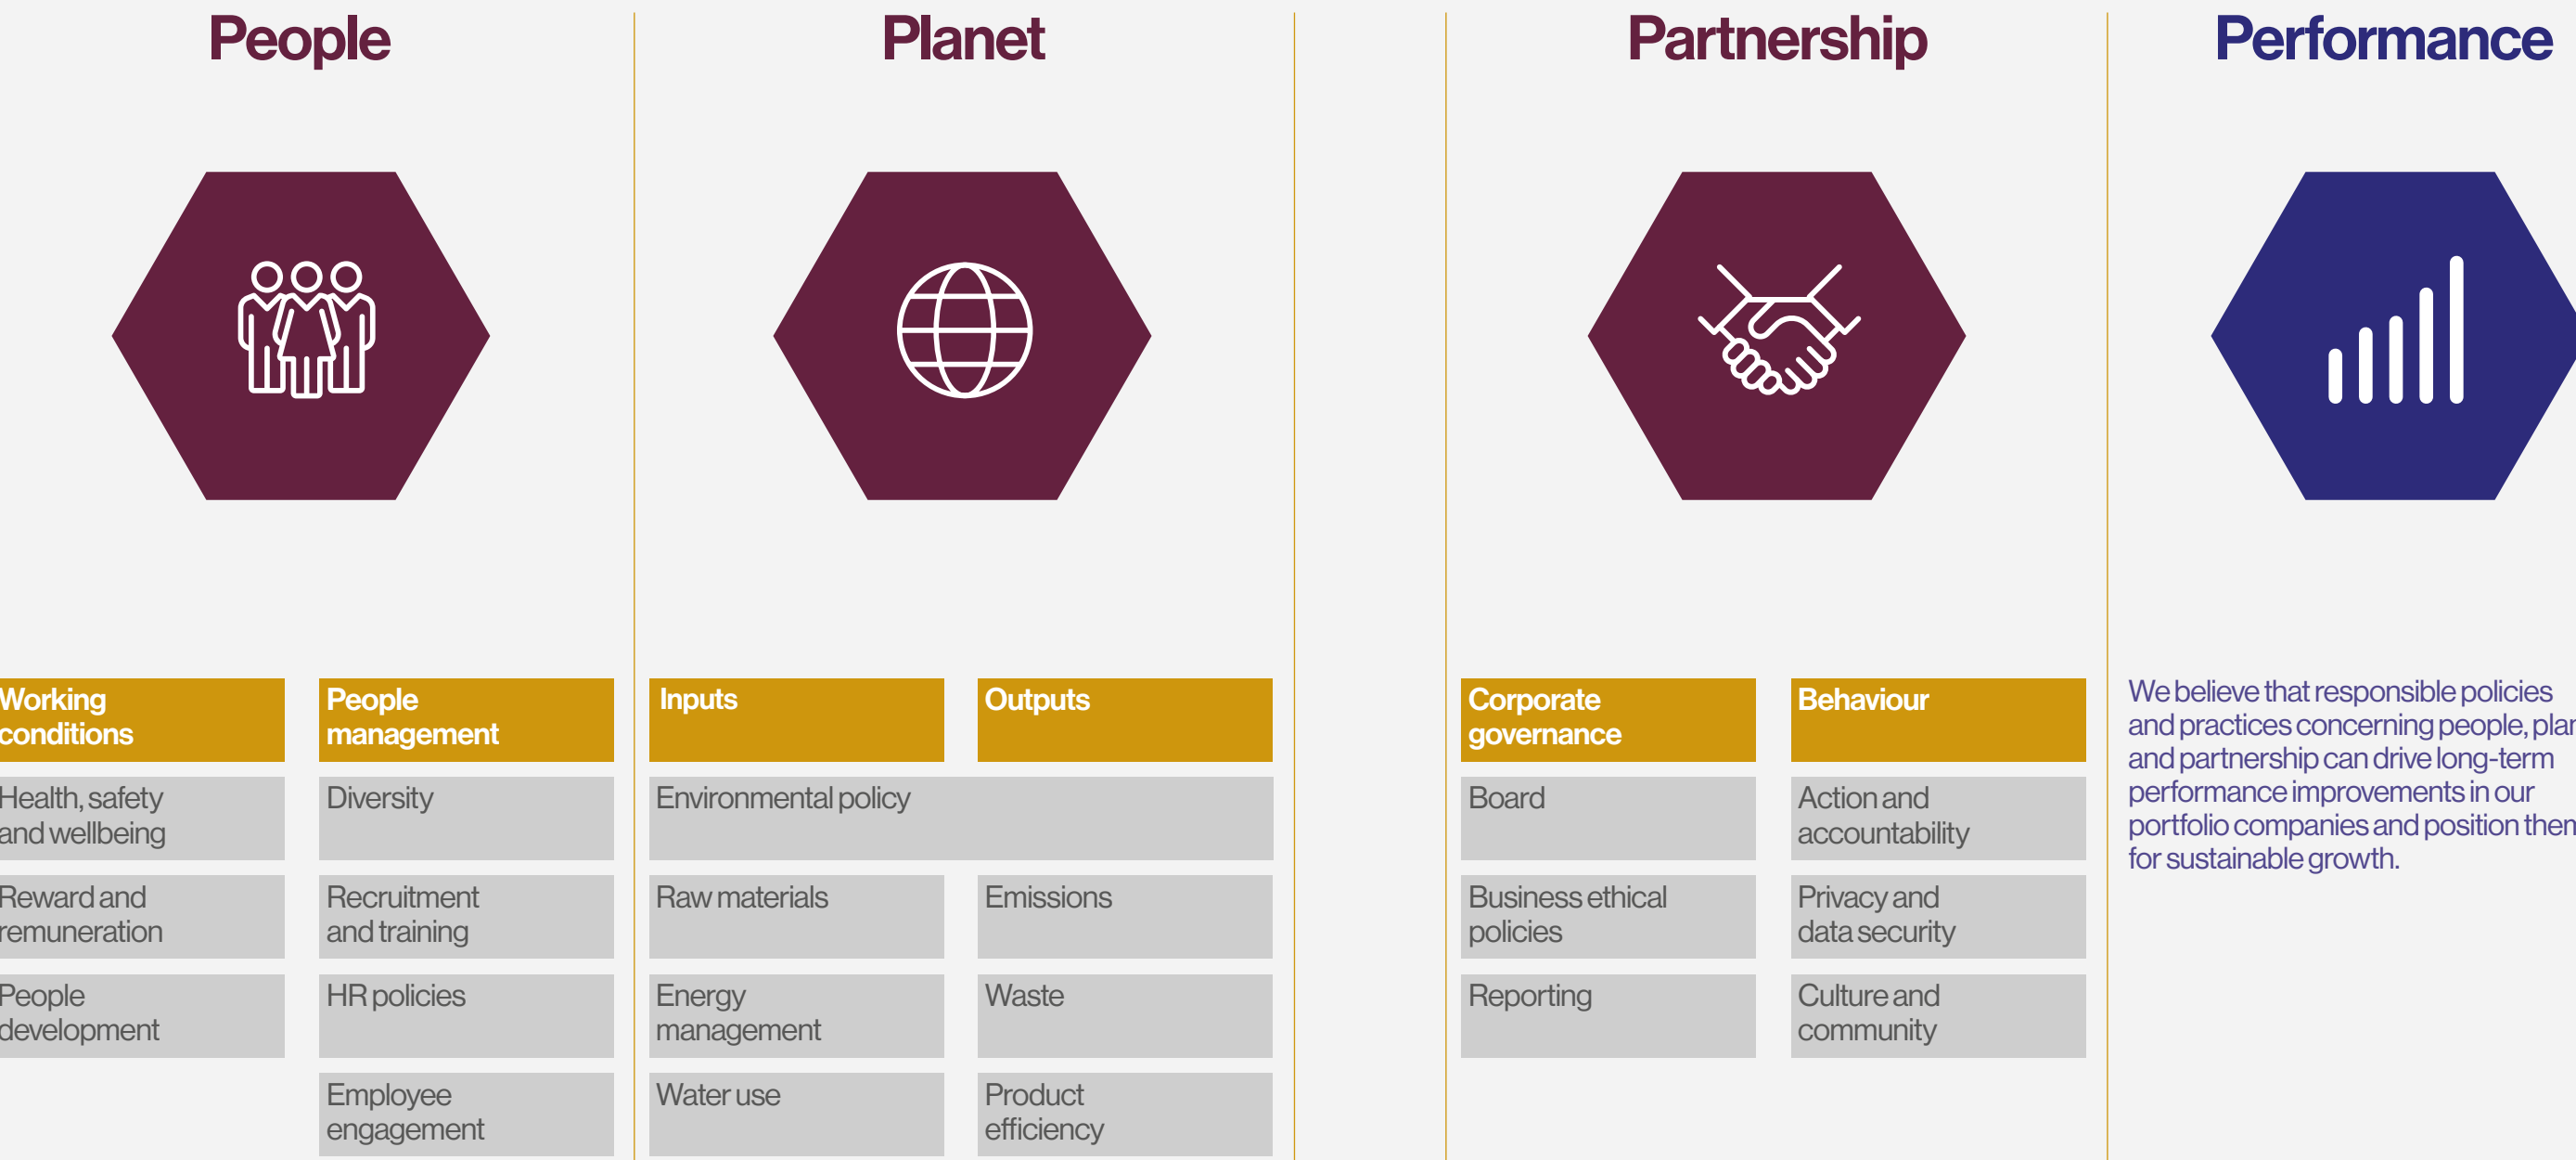 People
Working
conditions
Health, safety
and wellbeing
Reward and
remuneration
People
development
People
management
Diversity
Recruitment
and training
HR policies
Employee
engagement
Planet
Inputs
Outputs
Environmental policy
Raw materials
Energy
management
Water use
Emissions
Waste
Product
efficiency
Partnership
Corporate
governance
Board
Business ethical
policies
Reporting
Behaviour
Action and
accountability
Privacy and
data security
Culture and
community
Performance
We believe that responsible policies
and practices concerning people,
and partnership can drive long-term
performance improvements in our
portfolio companies and position
for sustainable growth.